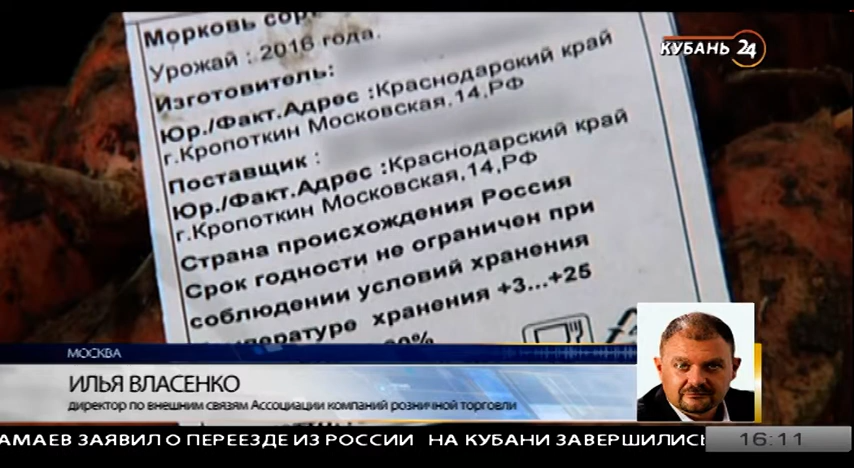 Морковь
Урожай : 2016 года.
Изготовитель:
Юр./Факт.Адрес :Краснодарский край
г.Кропоткин Московская,14,РФ
Поставщик :
Юр./Факт.Адрес :Краснодарский край
г.Кропоткин Московская,14,РФ
Страна происхождения Россия
Срок годности не ограничен при
соблюдении условий хранения
хранения +3...+25
КУБАНЬ 24
МОСКВА
ИЛЬЯ ВЛАСЕНКО
директор по внешним связям Ассоциации компаний розничной торговли
АМАЕВ ЗАЯВИЛ О ПЕРЕЕЗДЕ ИЗ РОССИИ НА КУБАНИ ЗАВЕРШИЛИСЬ
16:11